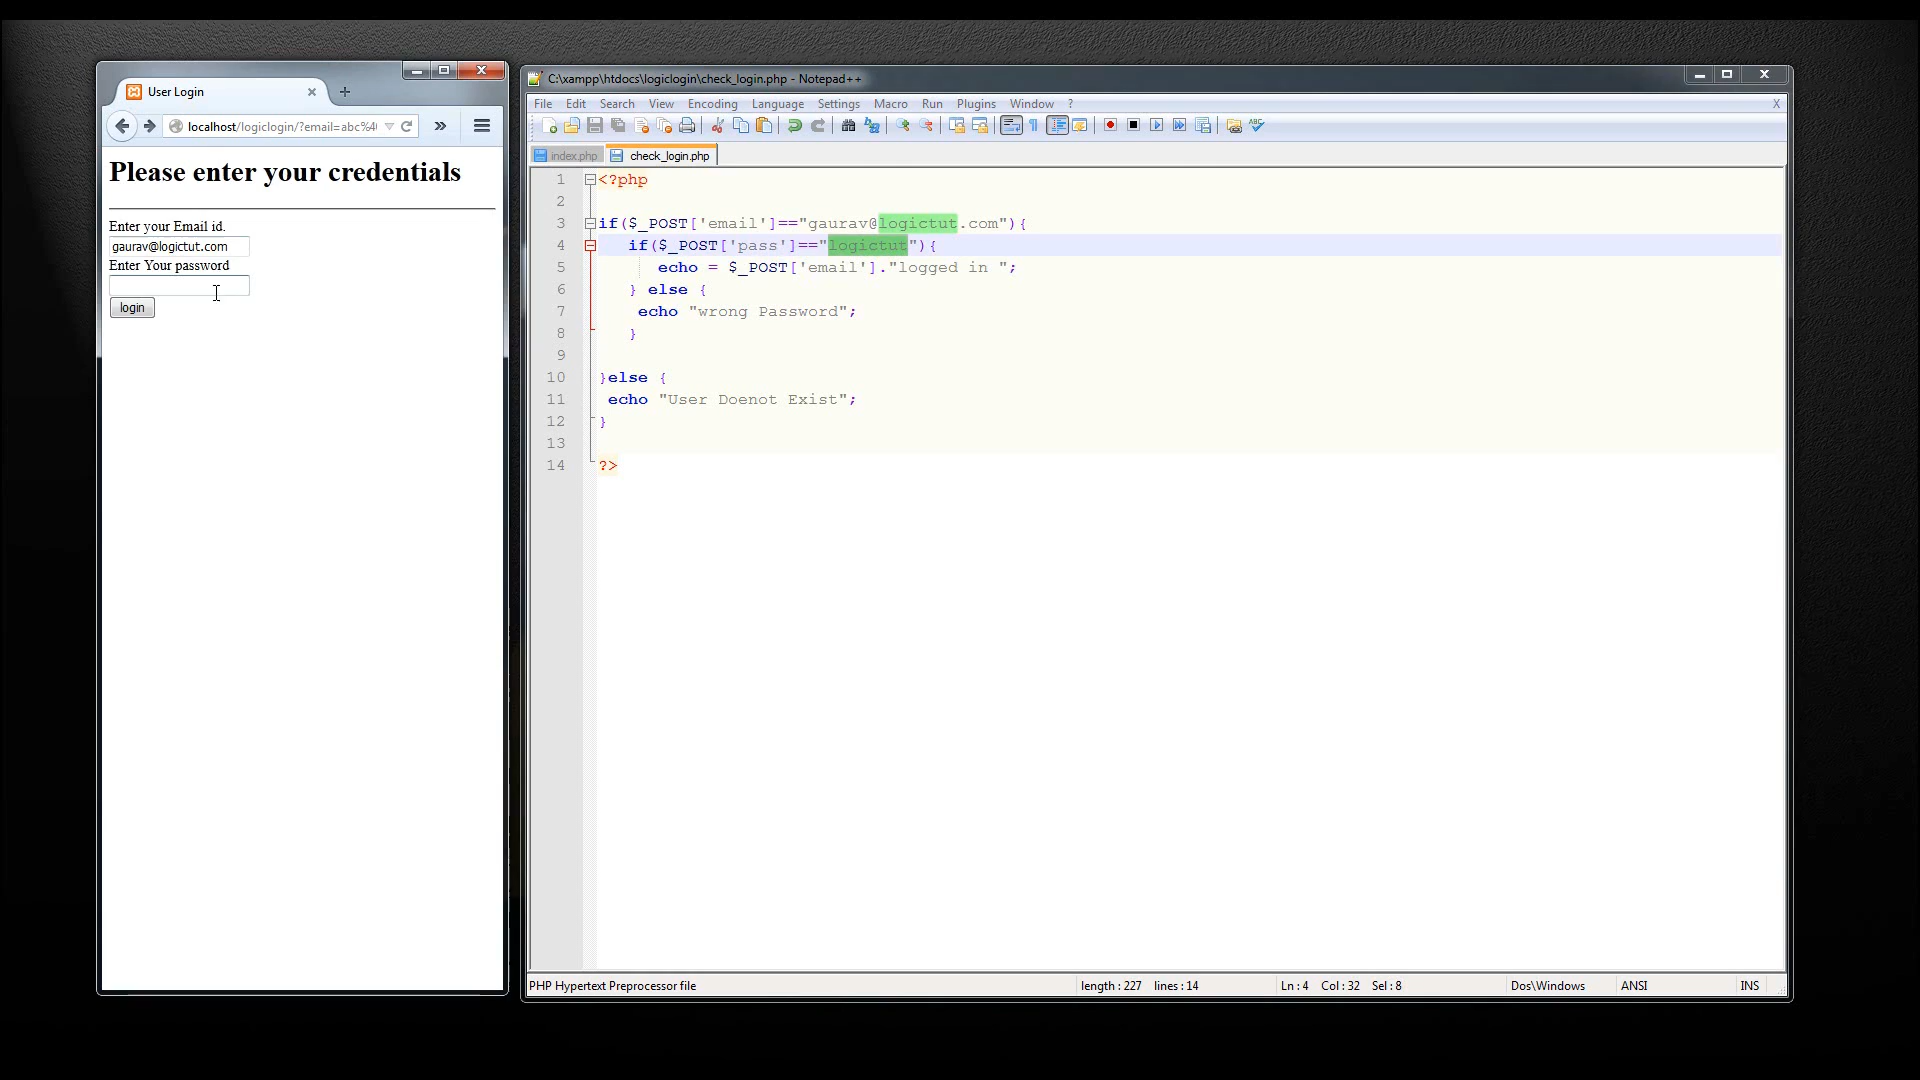 User Login
localhost/logiclogin/?email=abc%4
Please enter your credentials
Enter your Email id.
gaurav@logictut.com
Enter Your password
login
C:\xampp\htdocs\logiclogin\check_login.php - Notepad++
File Edit Search View Encoding Language Settings Macro Run Plugins Window ?
X
index.php check_login.php
1 <?php
2
3 if($_POST['email']=="gaurav@logictut.com"){
4 if($_POST['pass']=="logictut"){
5 echo = $_POST['email']."logged in ";
6 } else {
7 echo "wrong Password";
8 }
9
10 }else {
11 echo "User Doenot Exist";
12 }
13
14 ?>
PHP Hypertext Preprocessor file length : 227 lines : 14 Ln : 4 Col : 32 Sel : 8 Dos\Windows ANSI INS